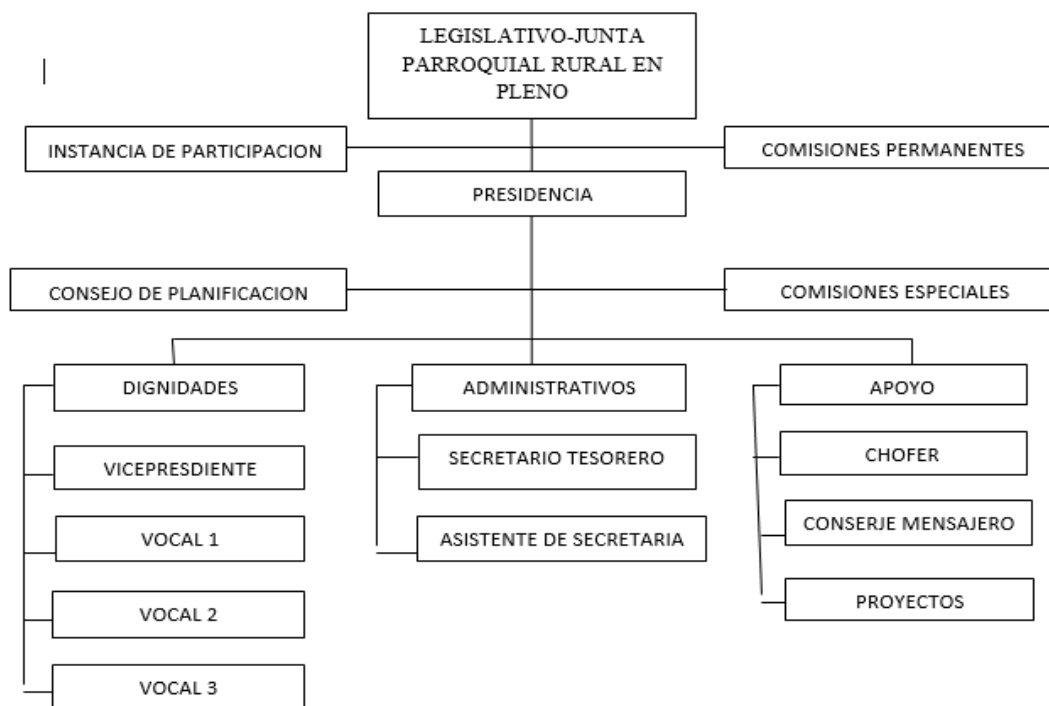 LEGISLATIVO-JUNTA
PARROQUIAL RURAL EN
PLENO
INSTANCIA DE PARTICIPACION
COMISIONES PERMANENTES
PRESIDENCIA
CONSEJO DE PLANIFICACION
COMISIONES ESPECIALES
DIGNIDADES
VICEPRESDIENTE
VOCAL 1
VOCAL 2
VOCAL 3
ADMINISTRATIVOS
SECRETARIO TESORERO
ASISTENTE DE SECRETARIA
APOYO
CHOFER
CONSERJE MENSAJERO
PROYECTOS